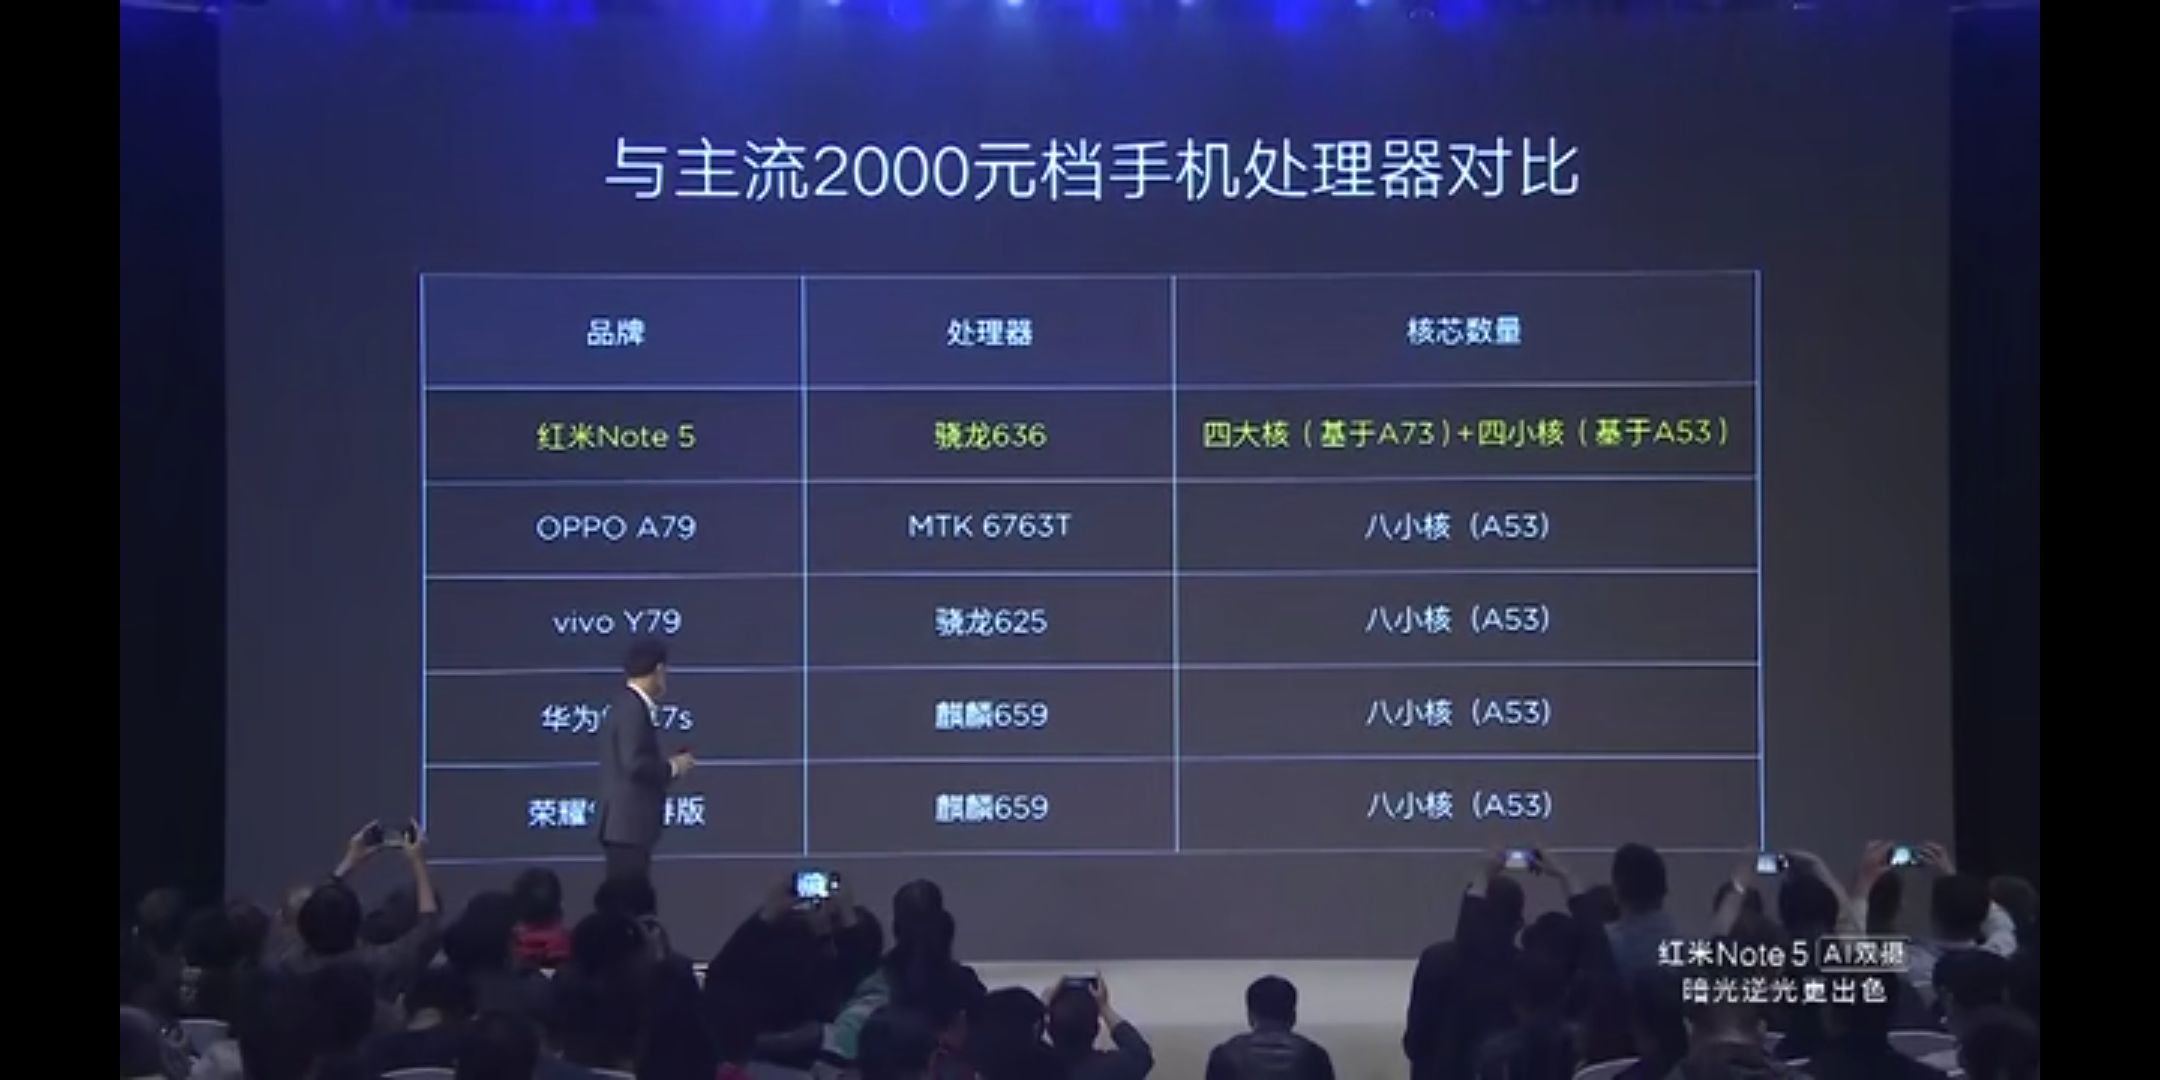 与主流2000元档手机处理器对比
品牌 处理器 核芯数量
红米Note 5 骁龙636 四大核（基于A73）+四小核（基于A53）
OPPO A79 MTK 6763T 八小核（A53）
vivo Y79 骁龙625 八小核（A53）
华为 7s 麒麟659 八小核（A53）
荣耀 版 麒麟659 八小核（A53）
红米Note 5 AI双摄
暗光逆光更出色